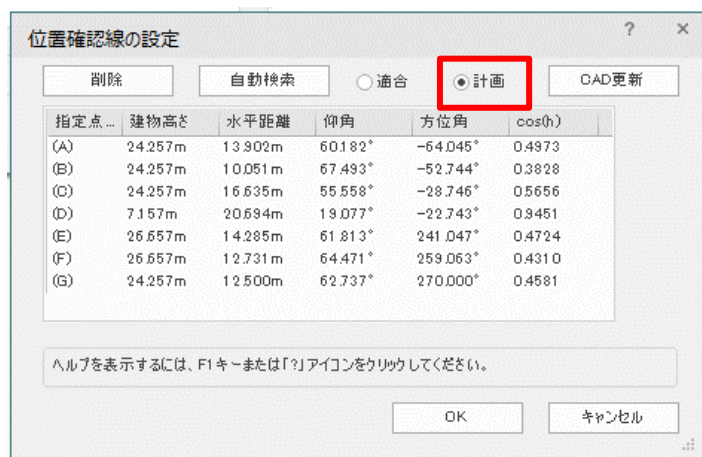 位置確認線の設定 ? ×
削除 自動検索 適合 計画 CAD更新
指定点... 建物高さ 水平距離 仰角 方位角 cos(h)
(A) 24.257m 13.902m 60.182° -64.045° 0.4973
(B) 24.257m 10.051m 67.493° -52.744° 0.3828
(C) 24.257m 16.635m 55.558° -28.746° 0.5656
(D) 7.157m 20.694m 19.077° -22.743° 0.9451
(E) 26.657m 14.285m 61.813° 241.047° 0.4724
(F) 26.657m 12.731m 64.471° 259.063° 0.4310
(G) 24.257m 12.500m 62.737° 270.000° 0.4581
ヘルプを表示するには、F1キーまたは「?」アイコンをクリックしてください。
OK キャンセル